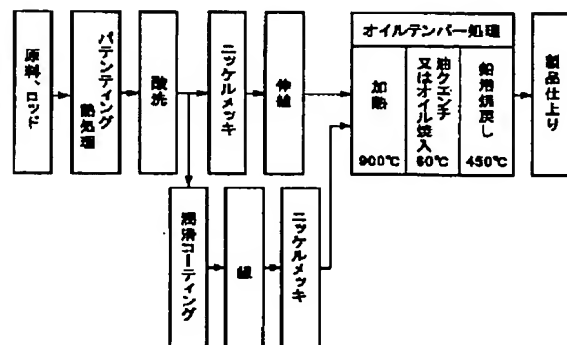 原料、ロッド
パテンティング
熱処理
酸洗
ニッケルメッキ
伸線
オイルテンパー処理
加熱
900℃
油クエンチ
又はオイル焼入
60℃
鉛浴焼戻し
450℃
製品仕上り
潤滑コーティング
ニッケルメッキ